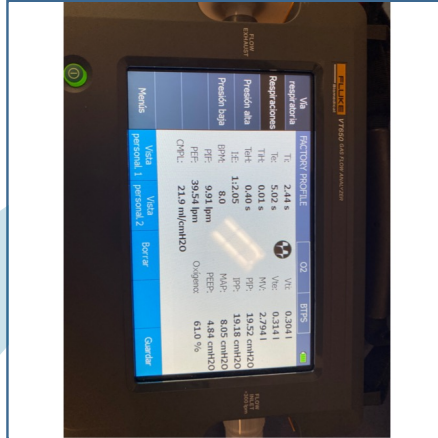 FLUKE
Biomedical
VT650 GAS FLOW ANALYZER
FLOW
EXHAUST
FLOW
INLET
Vía
respiratoria
FACTORY PROFILE
O2
BTPS
Respiraciones
Presión alta
Presión baja
Menús
Ti: 2.44 s
Te: 5.02 s
TiH: 0.01 s
TeH: 0.40 s
I:E: 1:2.05
BPM: 8.0
PIF: 9.91 lpm
PEF: 39.54 lpm
CMPL: 21.9 ml/cmH2O
Vti: 0.304 l
Vte: 0.314 l
MV: 2.794 l
PIP: 19.52 cmH2O
IPP: 19.18 cmH2O
MAP: 8.05 cmH2O
PEEP: 4.84 cmH2O
Oxígeno: 61.0 %
Vista
personal. 1
Vista
personal. 2
Borrar
Guardar